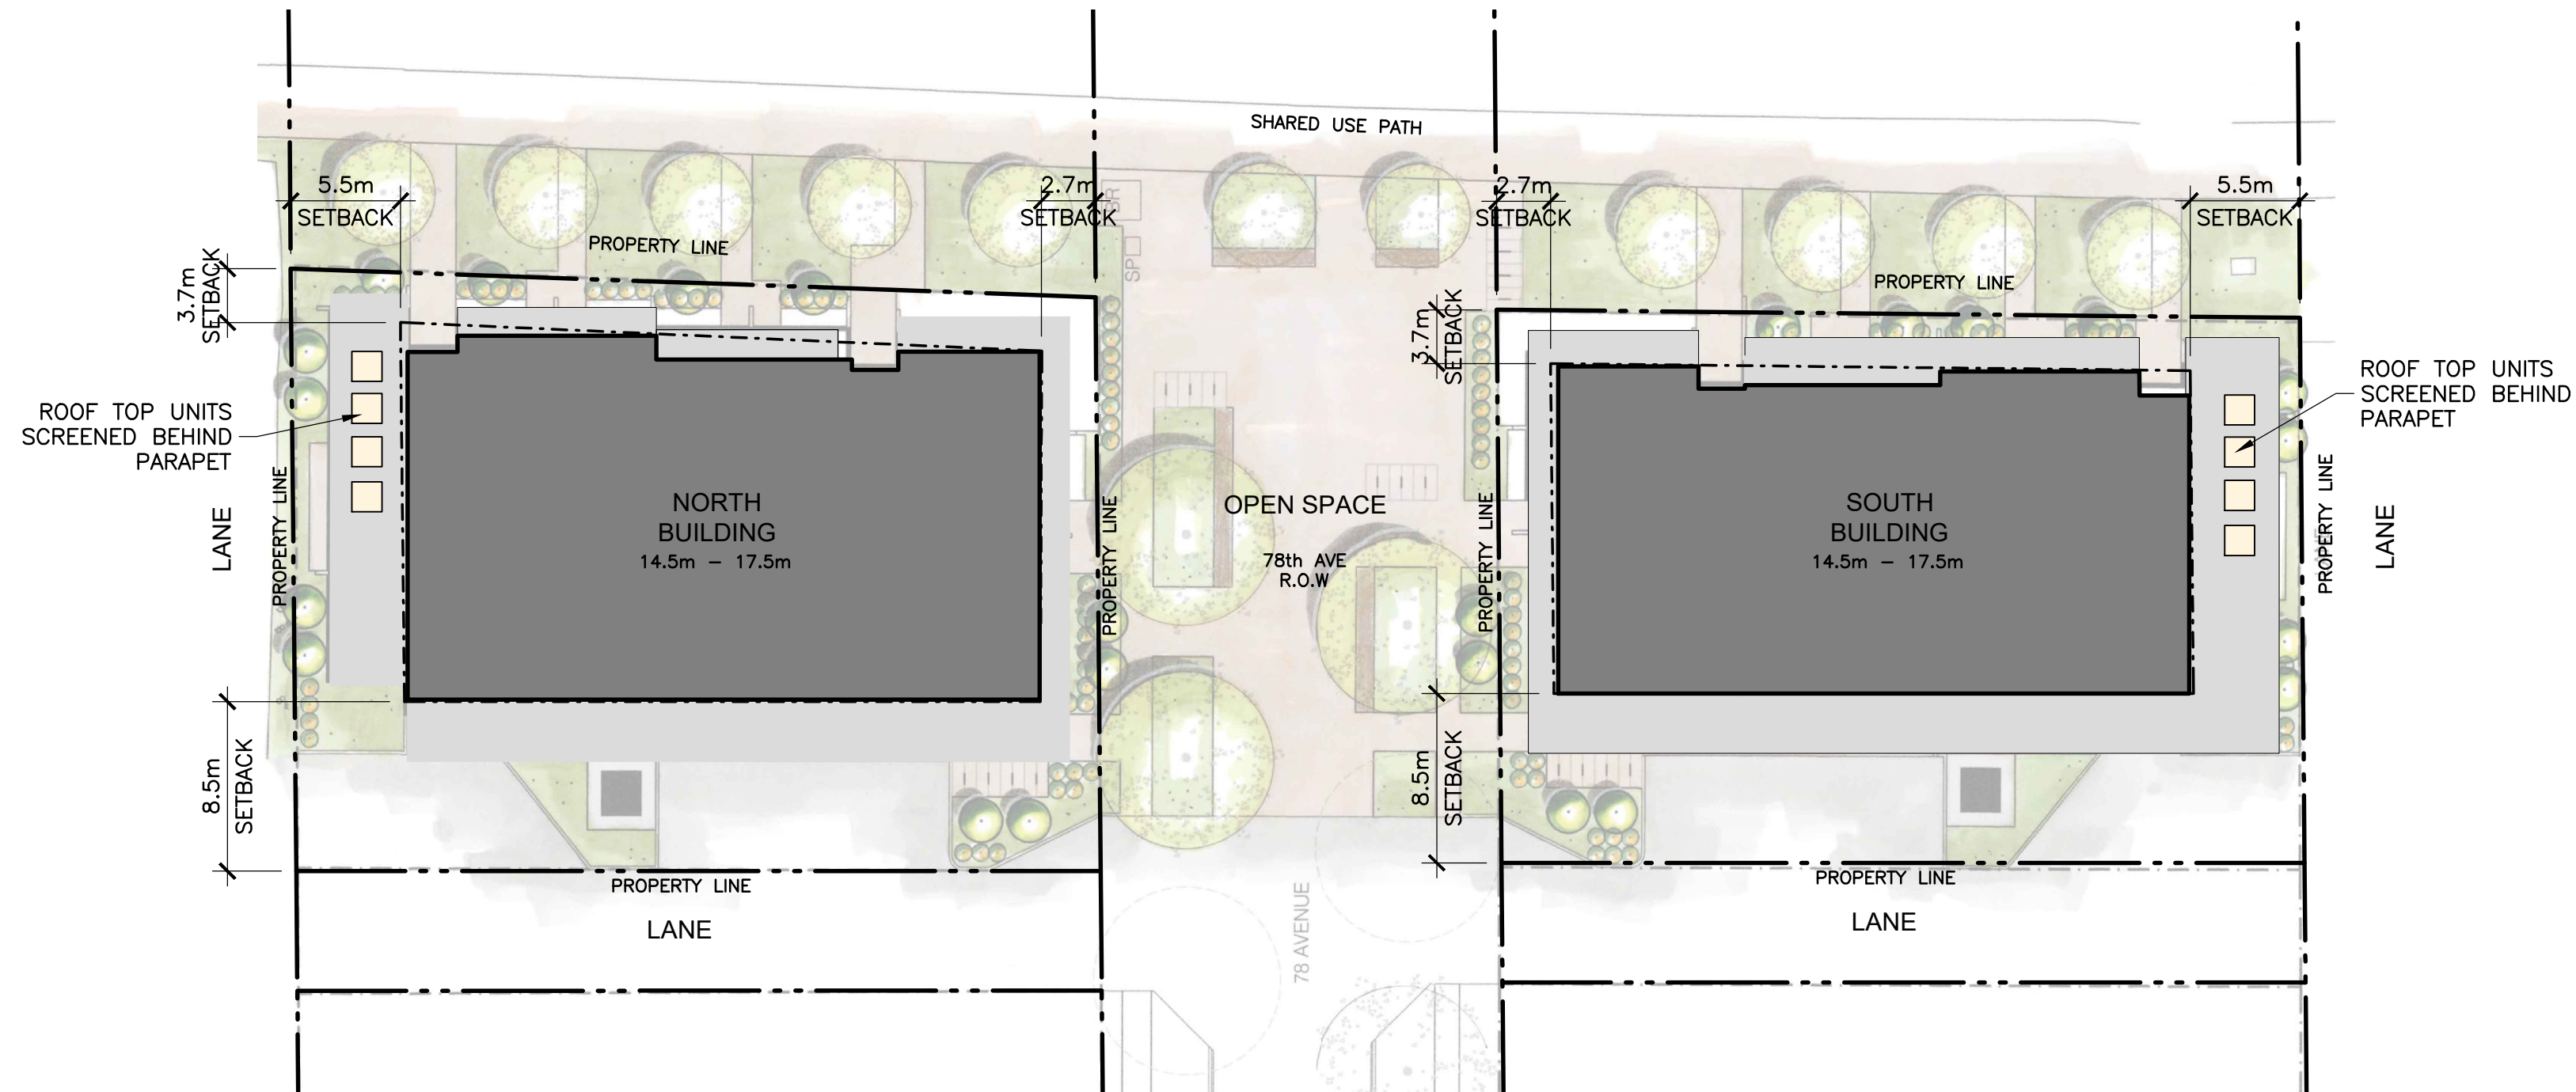 SHARED USE PATH
5.5m
SETBACK
2.7m
SETBACK
BR
SP
2.7m
SETBACK
5.5m
SETBACK
PROPERTY LINE
PROPERTY LINE
3.7m
SETBACK
3.7m
SETBACK
ROOF TOP UNITS
SCREENED BEHIND
PARAPET
ROOF TOP UNITS
SCREENED BEHIND
PARAPET
LANE
PROPERTY LINE
NORTH
BUILDING
14.5m – 17.5m
PROPERTY LINE
OPEN SPACE
78th AVE
R.O.W
PROPERTY LINE
SOUTH
BUILDING
14.5m – 17.5m
PROPERTY LINE
LANE
8.5m
SETBACK
8.5m
SETBACK
PROPERTY LINE
LANE
78 AVENUE
PROPERTY LINE
LANE